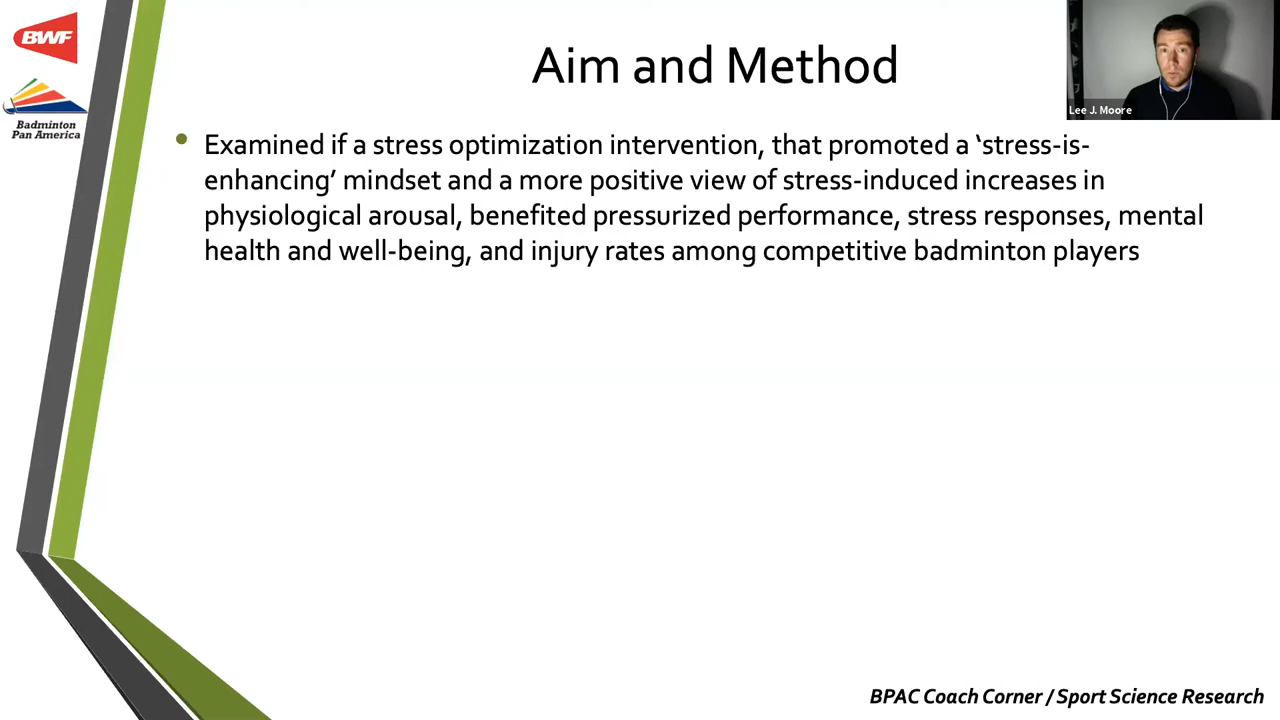 BWF
Badminton
Pan America
Aim and Method
Lee J. Moore
• Examined if a stress optimization intervention, that promoted a ‘stress-is-
enhancing’ mindset and a more positive view of stress-induced increases in
physiological arousal, benefited pressurized performance, stress responses, mental
health and well-being, and injury rates among competitive badminton players
BPAC Coach Corner / Sport Science Research